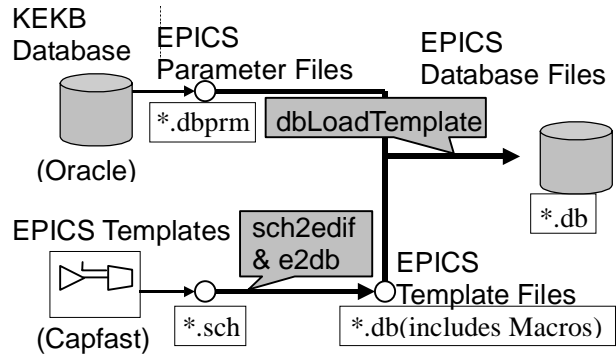 KEKB
Database
EPICS
Parameter Files
EPICS
Database Files
*.dbprm
dbLoadTemplate
(Oracle)
*.db
EPICS Templates
sch2edif
& e2db
EPICS
Template Files
*.sch
*.db(includes Macros)
(Capfast)